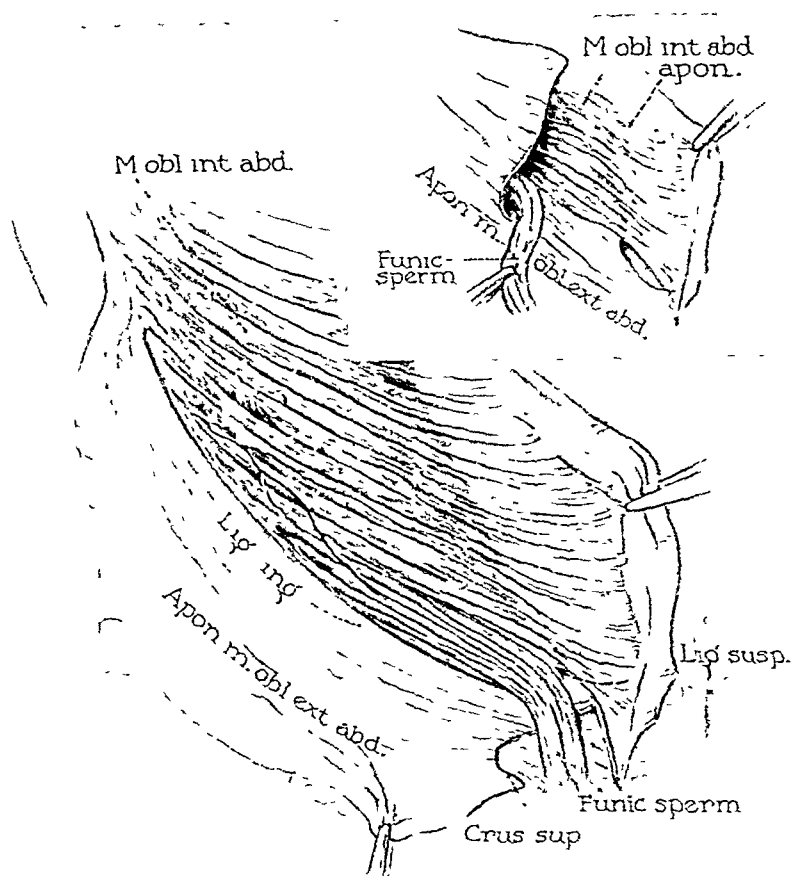 M obl int abd
apon.
M obl int abd.
Apon m.
obl ext abd.
Funic-
sperm
Lig ing
Apon m. obl ext abd.
Lig susp.
Funic sperm
Crus sup